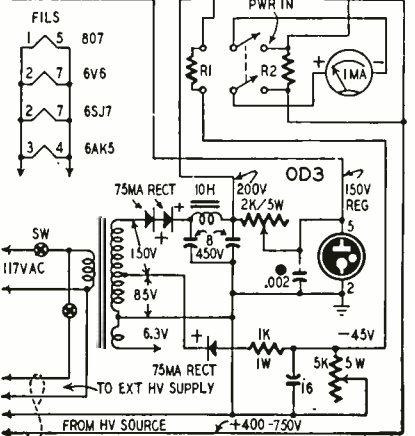 PWR IN
FILS
1 5 807
2 7 6V6
2 7 6SJ7
3 4 6AK5
R1
R2
+
−
1MA
OD3
75MA RECT
10H
200V
2K/5W
150V
REG
+
+
5
8
450V
.002
2
SW
117VAC
150V
85V
6.3V
+
75MA RECT
1K
1W
−45V
16
5K
5W
TO EXT HV SUPPLY
FROM HV SOURCE
+400-750V